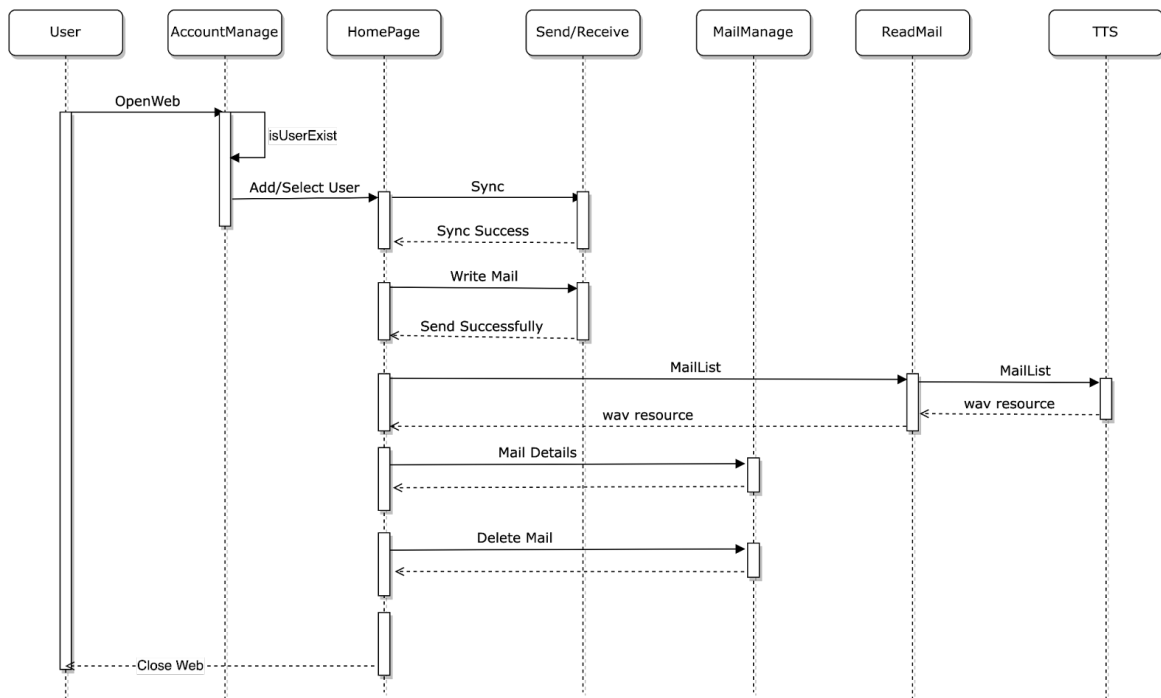 User
AccountManage
HomePage
Send/Receive
MailManage
ReadMail
TTS
OpenWeb
isUserExist
Add/Select User
Sync
Sync Success
Write Mail
Send Successfully
MailList
MailList
wav resource
wav resource
Mail Details
Delete Mail
Close Web